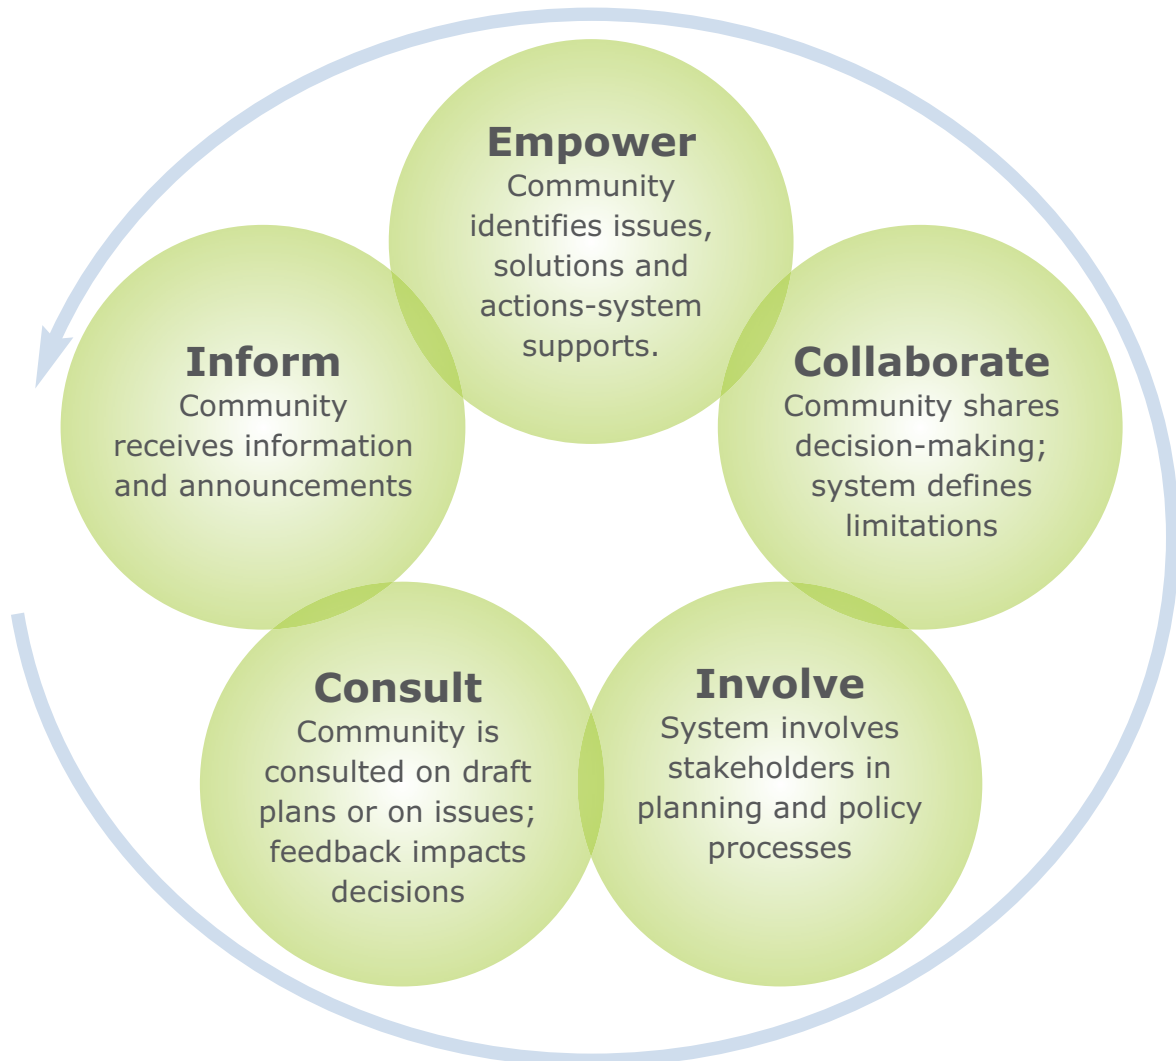 Empower
Community
identifies issues,
solutions and
actions-system
supports.
Inform
Community
receives information
and announcements
Collaborate
Community shares
decision-making;
system defines
limitations
Consult
Community is
consulted on draft
plans or on issues;
feedback impacts
decisions
Involve
System involves
stakeholders in
planning and policy
processes